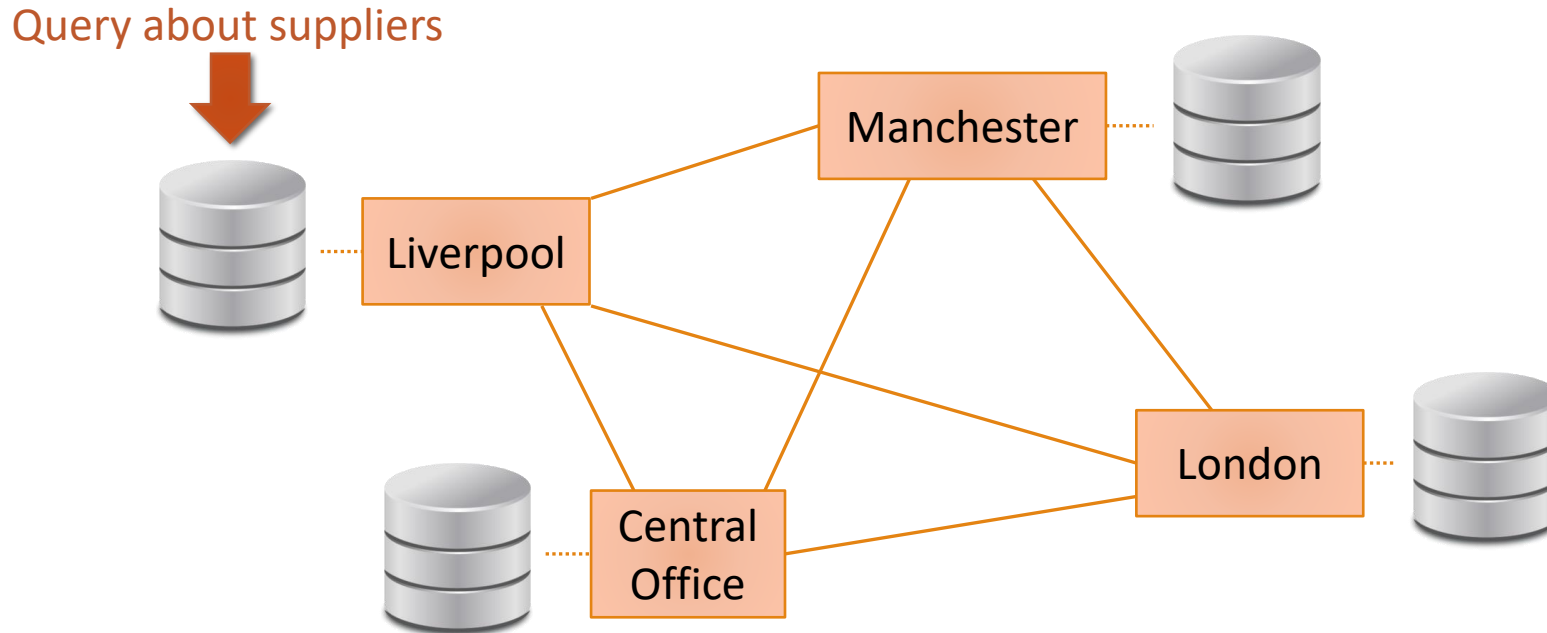 Query about suppliers
Manchester
Liverpool
London
Central
Office